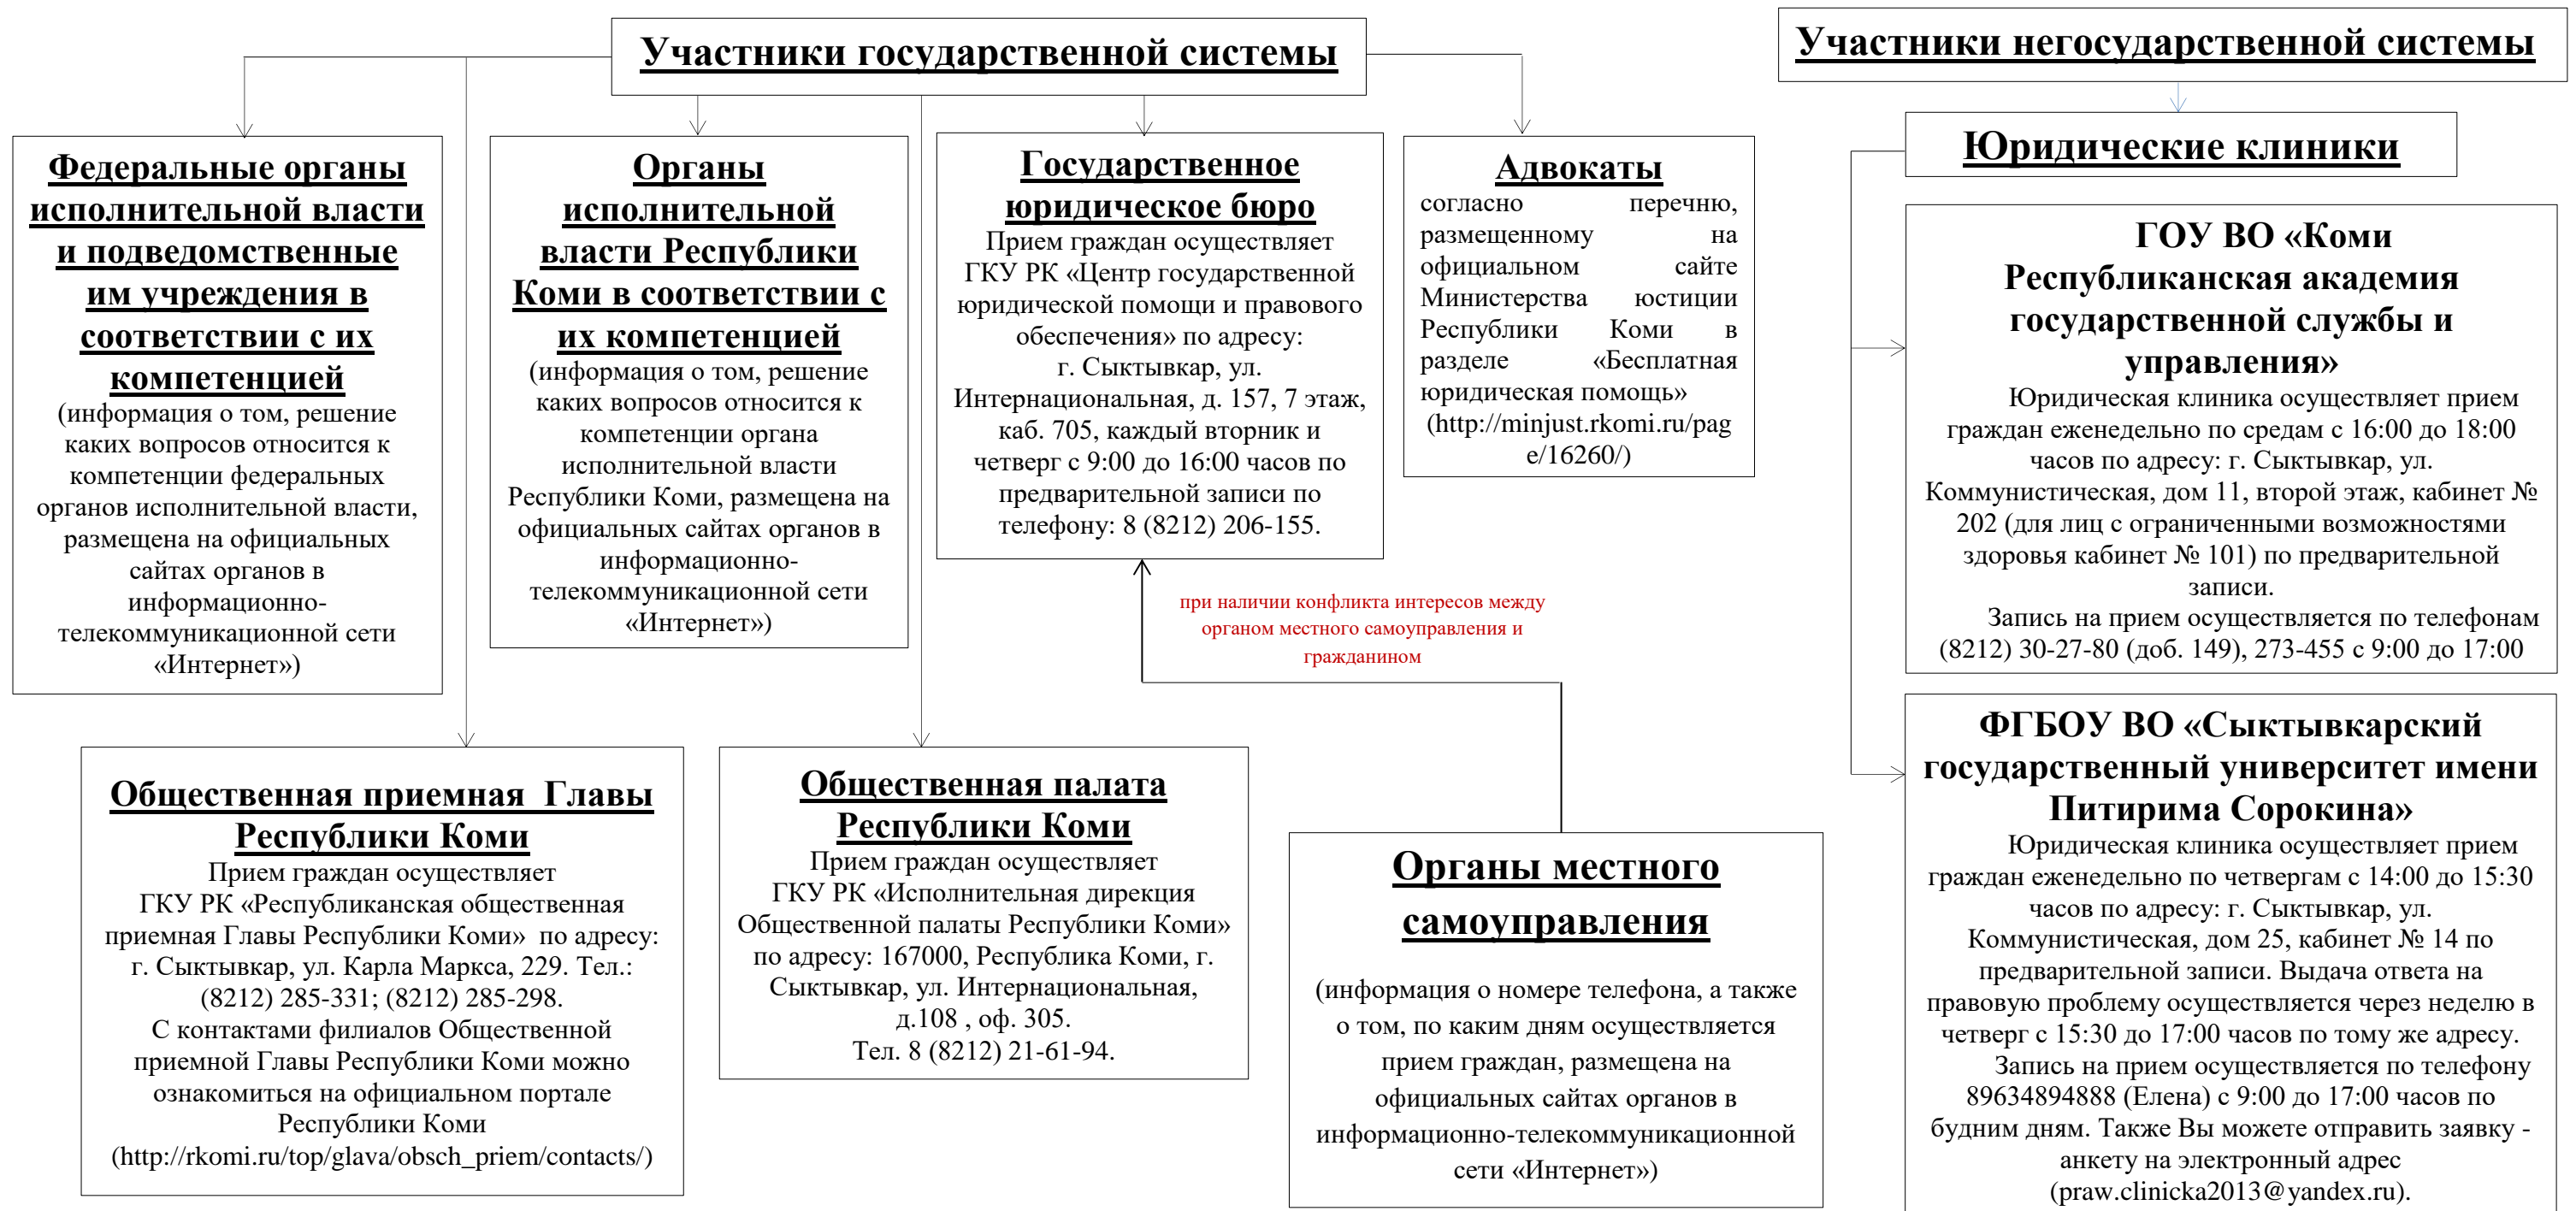 Участники государственной системы
Участники негосударственной системы
Федеральные органы
исполнительной власти
и подведомственные
им учреждения в
соответствии с их
компетенцией
(информация о том, решение
каких вопросов относится к
компетенции федеральных
органов исполнительной власти,
размещена на официальных
сайтах органов в
информационно-
телекоммуникационной сети
«Интернет»)
Органы
исполнительной
власти Республики
Коми в соответствии с
их компетенцией
(информация о том, решение
каких вопросов относится к
компетенции органа
исполнительной власти
Республики Коми, размещена на
официальных сайтах органов в
информационно-
телекоммуникационной сети
«Интернет»)
Государственное
юридическое бюро
Прием граждан осуществляет
ГКУ РК «Центр государственной
юридической помощи и правового
обеспечения» по адресу:
г. Сыктывкар, ул.
Интернациональная, д. 157, 7 этаж,
каб. 705, каждый вторник и
четверг с 9:00 до 16:00 часов по
предварительной записи по
телефону: 8 (8212) 206-155.
Адвокаты
согласно перечню,
размещенному на
официальном сайте
Министерства юстиции
Республики Коми в
разделе «Бесплатная
юридическая помощь»
(http://minjust.rkomi.ru/pag
e/16260/)
Юридические клиники
ГОУ ВО «Коми
Республиканская академия
государственной службы и
управления»
Юридическая клиника осуществляет прием
граждан еженедельно по средам с 16:00 до 18:00
часов по адресу: г. Сыктывкар, ул.
Коммунистическая, дом 11, второй этаж, кабинет №
202 (для лиц с ограниченными возможностями
здоровья кабинет № 101) по предварительной
записи.
Запись на прием осуществляется по телефонам
(8212) 30-27-80 (доб. 149), 273-455 с 9:00 до 17:00
при наличии конфликта интересов между
органом местного самоуправления и
гражданином
Общественная приемная Главы
Республики Коми
Прием граждан осуществляет
ГКУ РК «Республиканская общественная
приемная Главы Республики Коми» по адресу:
г. Сыктывкар, ул. Карла Маркса, 229. Тел.:
(8212) 285-331; (8212) 285-298.
С контактами филиалов Общественной
приемной Главы Республики Коми можно
ознакомиться на официальном портале
Республики Коми
(http://rkomi.ru/top/glava/obsch_priem/contacts/)
Общественная палата
Республики Коми
Прием граждан осуществляет
ГКУ РК «Исполнительная дирекция
Общественной палаты Республики Коми»
по адресу: 167000, Республика Коми, г.
Сыктывкар, ул. Интернациональная,
д.108 , оф. 305.
Тел. 8 (8212) 21-61-94.
Органы местного
самоуправления
(информация о номере телефона, а также
о том, по каким дням осуществляется
прием граждан, размещена на
официальных сайтах органов в
информационно-телекоммуникационной
сети «Интернет»)
ФГБОУ ВО «Сыктывкарский
государственный университет имени
Питирима Сорокина»
Юридическая клиника осуществляет прием
граждан еженедельно по четвергам с 14:00 до 15:30
часов по адресу: г. Сыктывкар, ул.
Коммунистическая, дом 25, кабинет № 14 по
предварительной записи. Выдача ответа на
правовую проблему осуществляется через неделю в
четверг с 15:30 до 17:00 часов по тому же адресу.
Запись на прием осуществляется по телефону
89634894888 (Елена) с 9:00 до 17:00 часов по
будним дням. Также Вы можете отправить заявку -
анкету на электронный адрес
(praw.clinicka2013@yandex.ru).